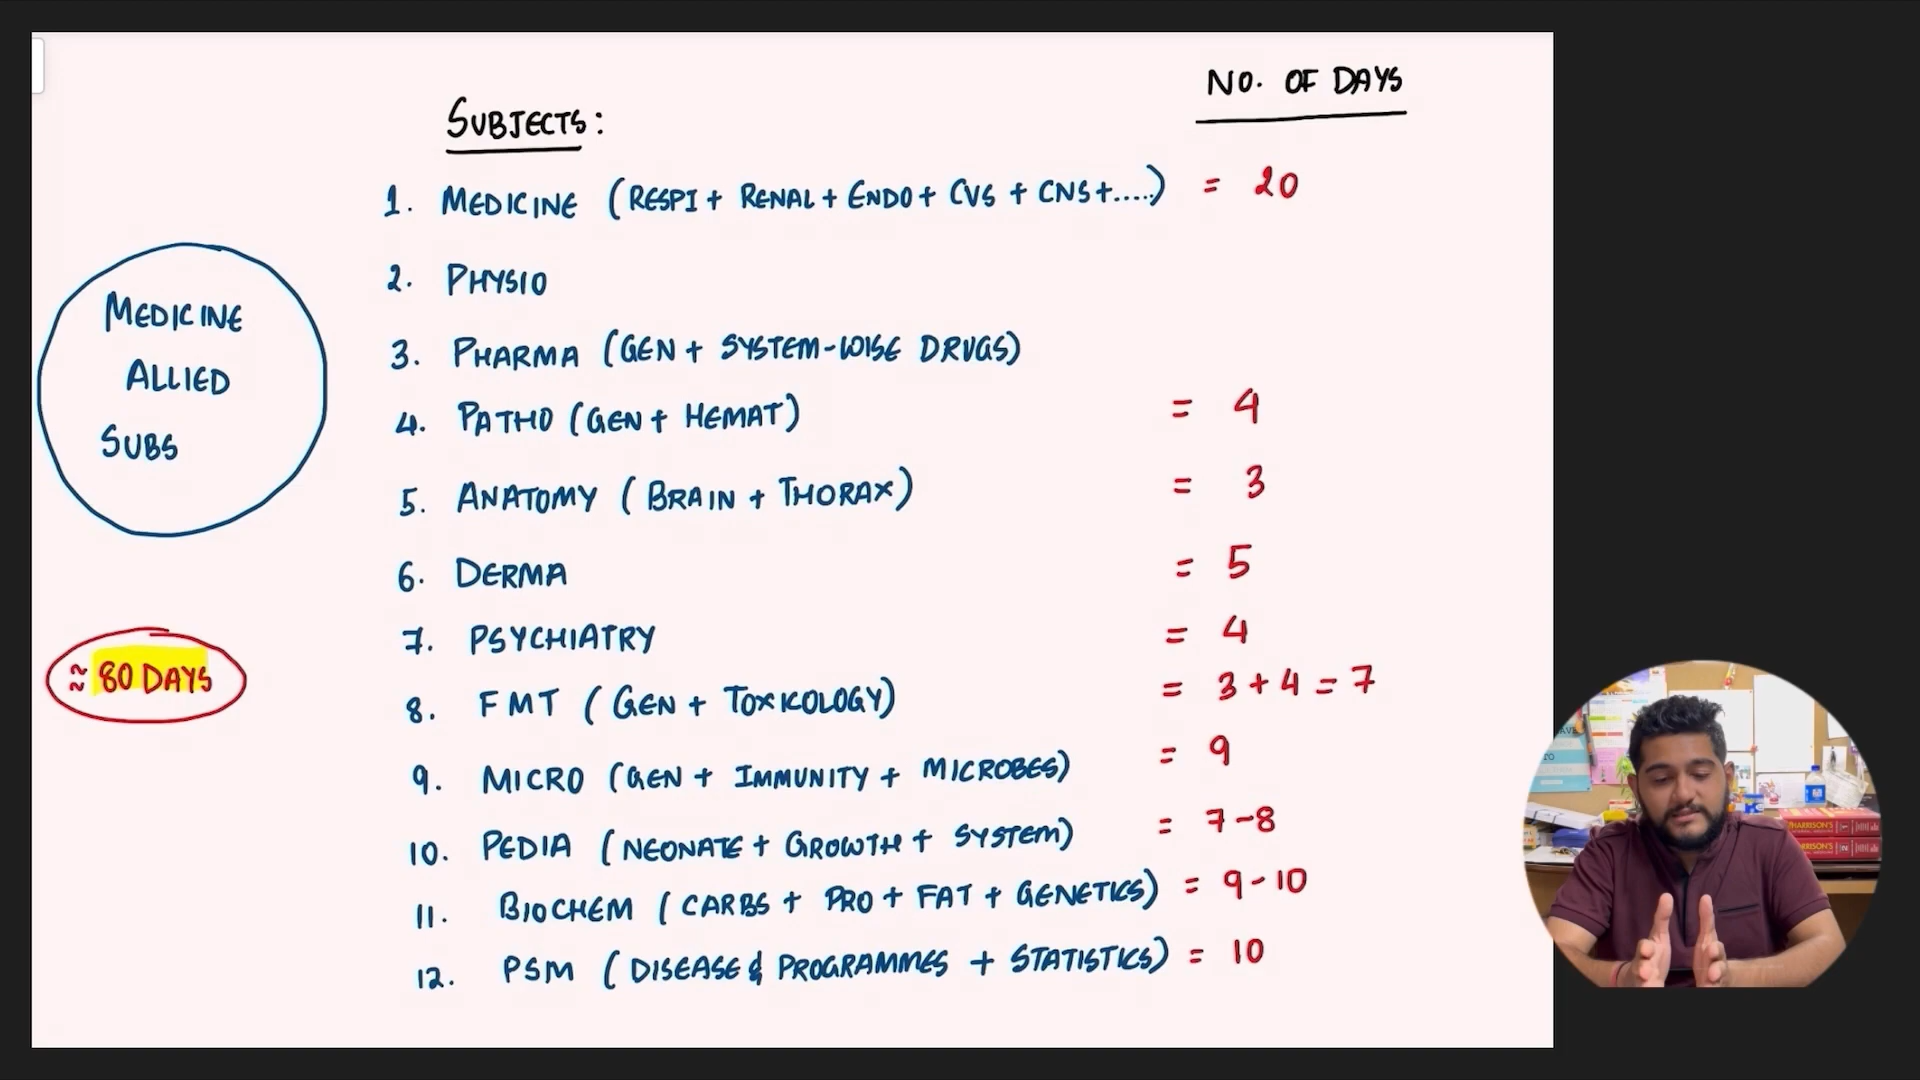 NO. OF DAYS
SUBJECTS:
1. MEDICINE (RESPI + RENAL + ENDO + CVS + CNS + ....) = 20
2. PHYSIO
3. PHARMA (GEN + SYSTEM-WISE DRUGS)
4. PATHO (GEN + HEMAT) = 4
5. ANATOMY (BRAIN + THORAX) = 3
6. DERMA = 5
7. PSYCHIATRY = 4
8. FMT (GEN + TOXICOLOGY) = 3 + 4 = 7
9. MICRO (GEN + IMMUNITY + MICROBES) = 9
10. PEDIA (NEONATE + GROWTH + SYSTEM) = 7-8
11. BIOCHEM (CARBS + PRO + FAT + GENETICS) = 9-10
12. PSM (DISEASE & PROGRAMMES + STATISTICS) = 10
MEDICINE
ALLIED
SUBS
≈ 80 DAYS
HARRISON'S